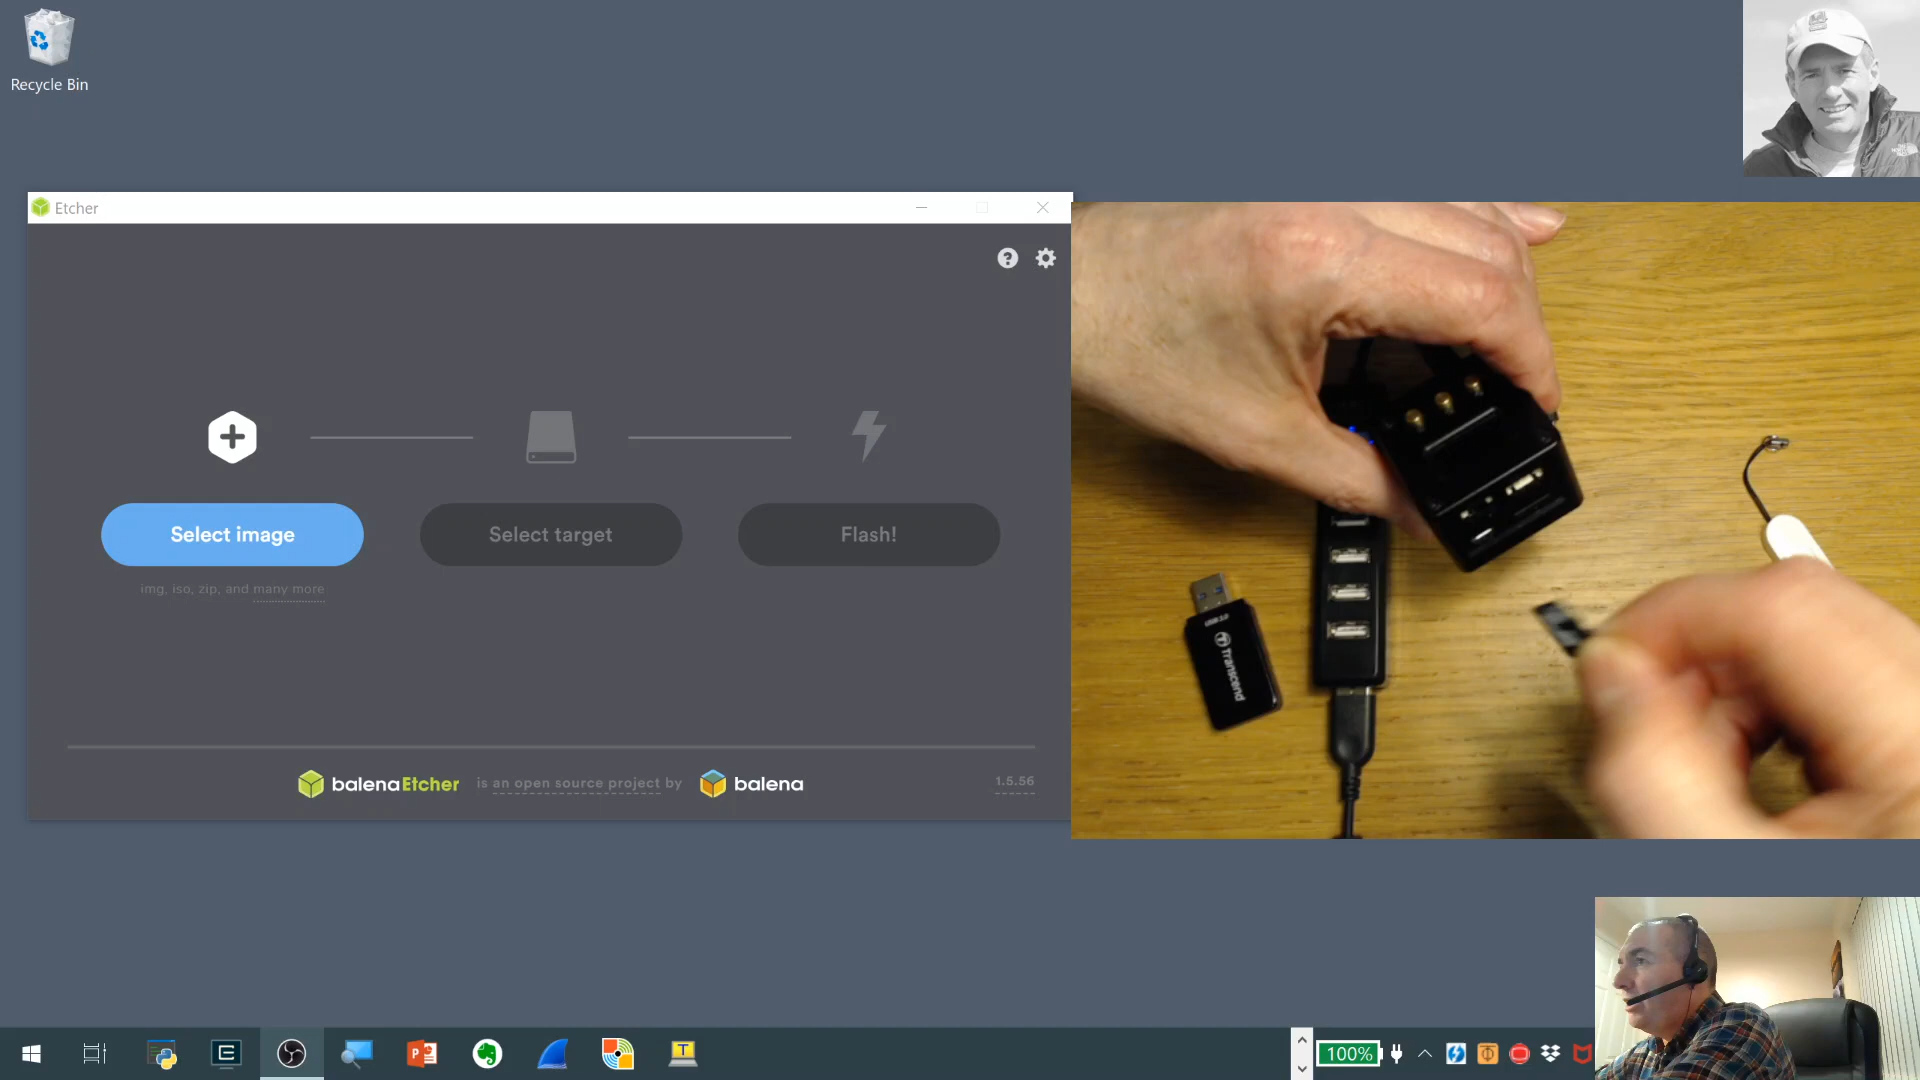 Recycle Bin
Etcher
Select image
Select target
Flash!
img, iso, zip, and many more
balenaEtcher is an open source project by balena
1.5.56
Transcend
100%